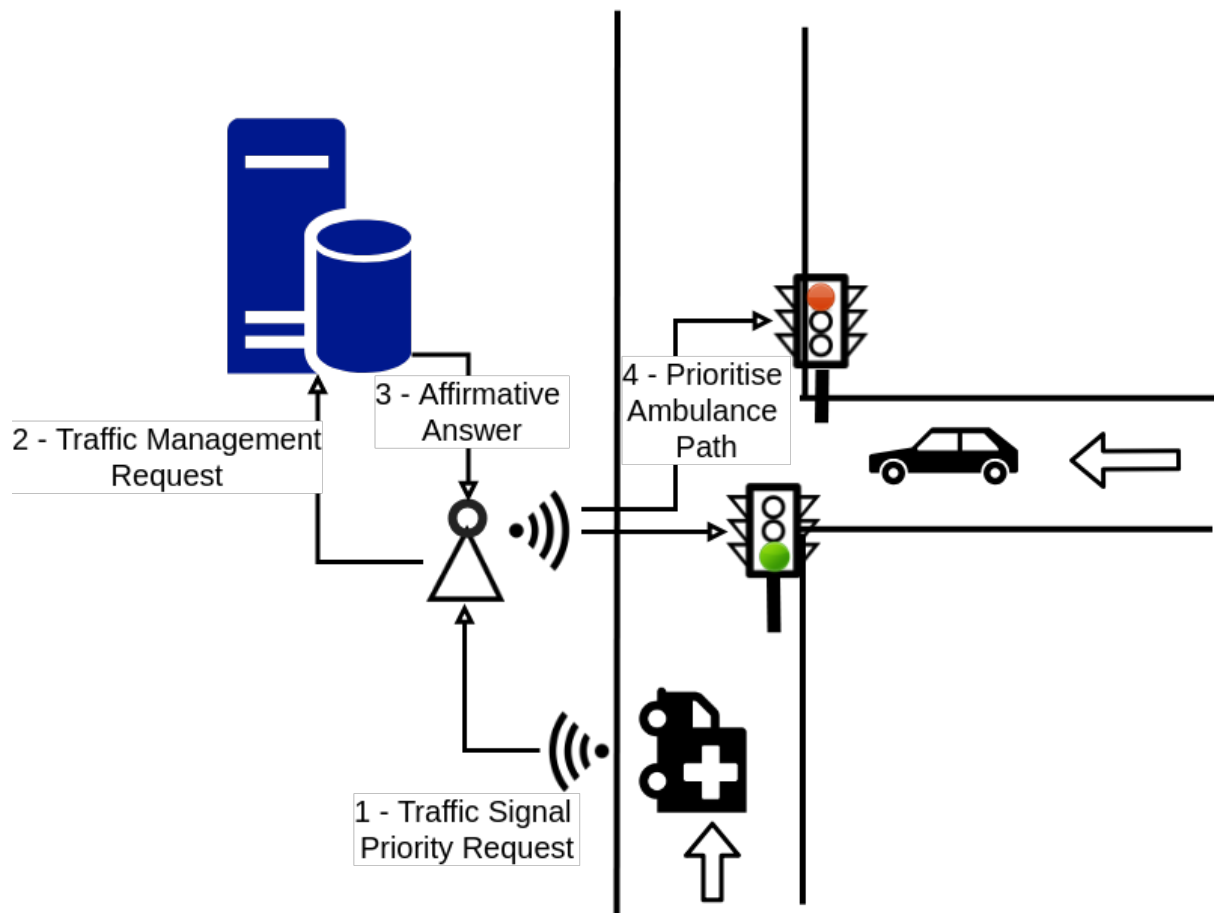 3 - Affirmative
Answer
4 - Prioritise
Ambulance
Path
2 - Traffic Management
Request
1 - Traffic Signal
Priority Request